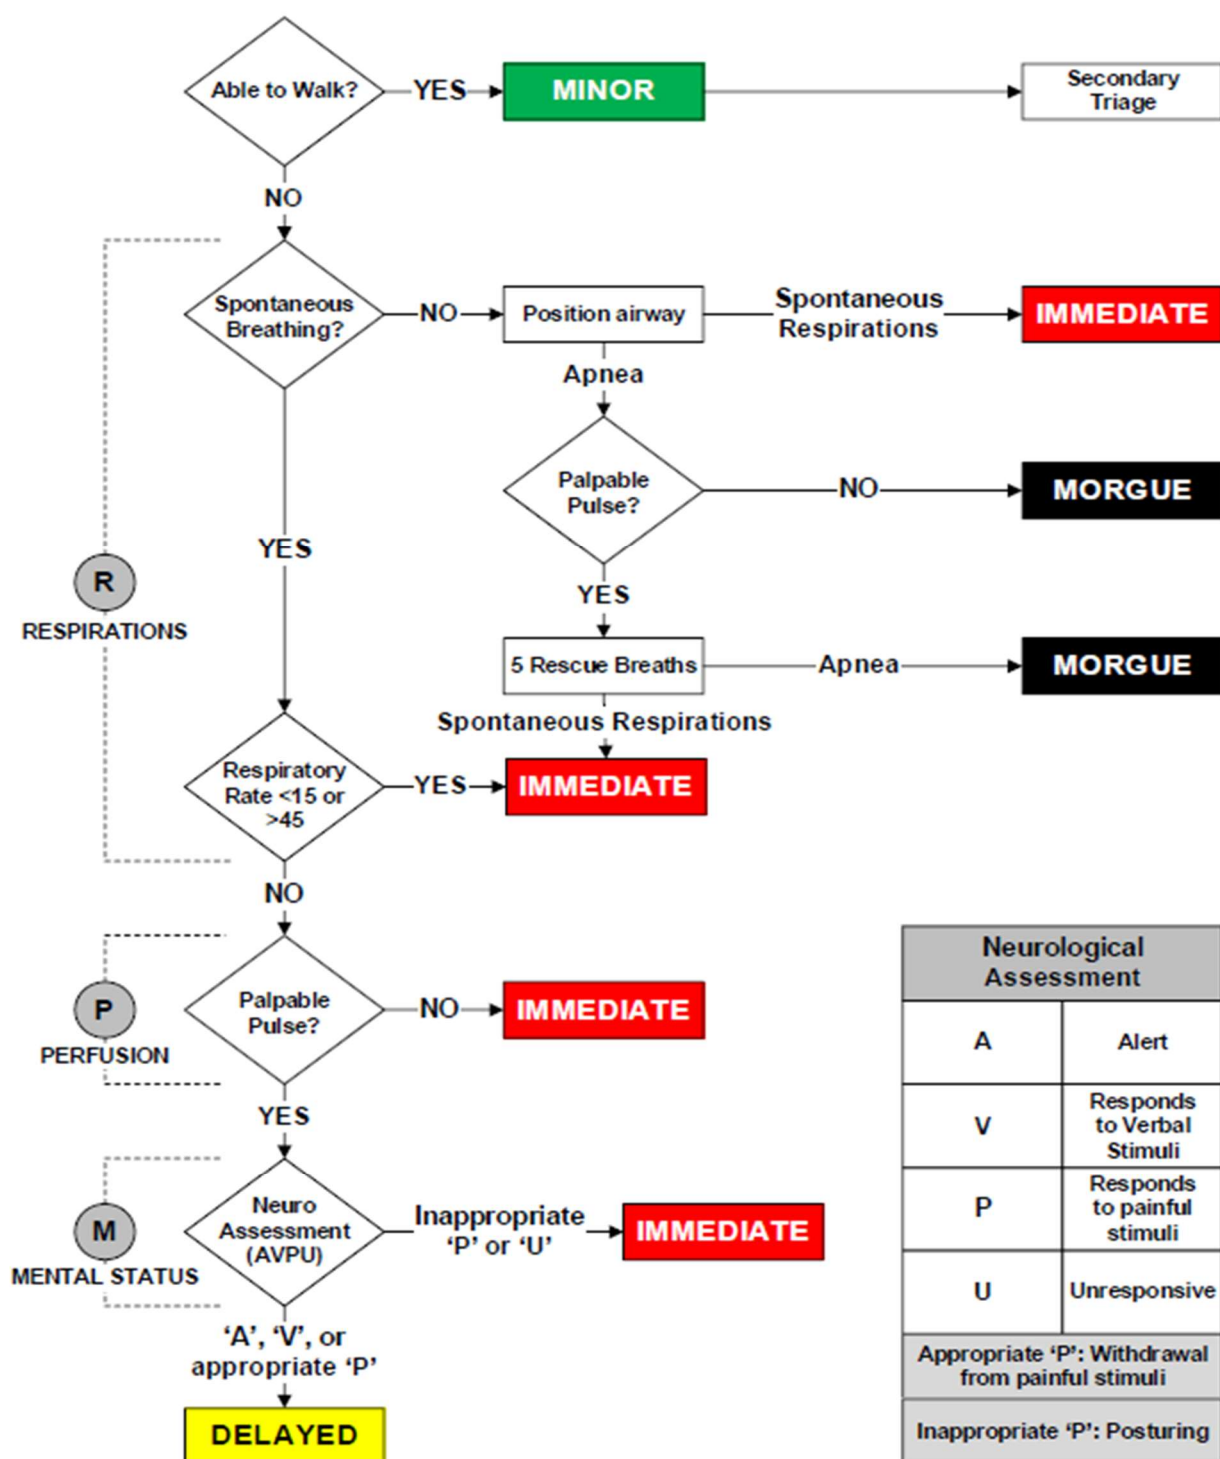 Able to Walk?
YES
MINOR
Secondary
Triage
NO
Spontaneous
Breathing?
NO
Position airway
Spontaneous
Respirations
IMMEDIATE
Apnea
Palpable
Pulse?
NO
MORGUE
YES
R
RESPIRATIONS
YES
5 Rescue Breaths
Apnea
MORGUE
Spontaneous Respirations
Respiratory
Rate <15 or
>45
YES
IMMEDIATE
NO
P
PERFUSION
Palpable
Pulse?
NO
IMMEDIATE
YES
M
MENTAL STATUS
Neuro
Assessment
(AVPU)
Inappropriate
‘P’ or ‘U’
IMMEDIATE
‘A’, ‘V’, or
appropriate ‘P’
DELAYED
Neurological
Assessment
A
Alert
V
Responds
to Verbal
Stimuli
P
Responds
to painful
stimuli
U
Unresponsive
Appropriate ‘P’: Withdrawal
from painful stimuli
Inappropriate ‘P’: Posturing